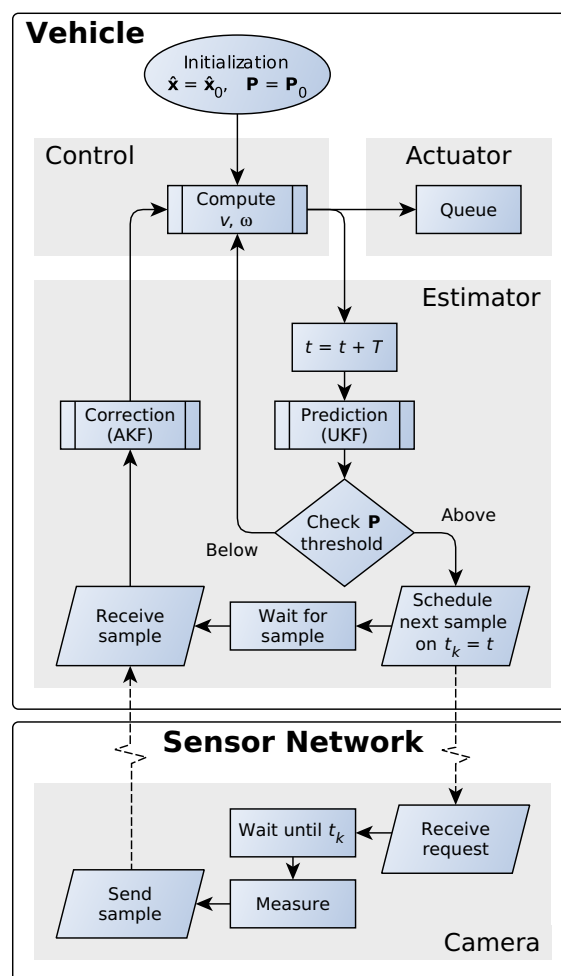 Vehicle
Initialization
x̂ = x̂₀, P = P₀
Control
Actuator
Compute
v, ω
Queue
Estimator
t = t + T
Correction
(AKF)
Prediction
(UKF)
Check P
threshold
Below
Above
Receive
sample
Wait for
sample
Schedule
next sample
on tₖ = t
Sensor Network
Wait until tₖ
Receive
request
Send
sample
Measure
Camera